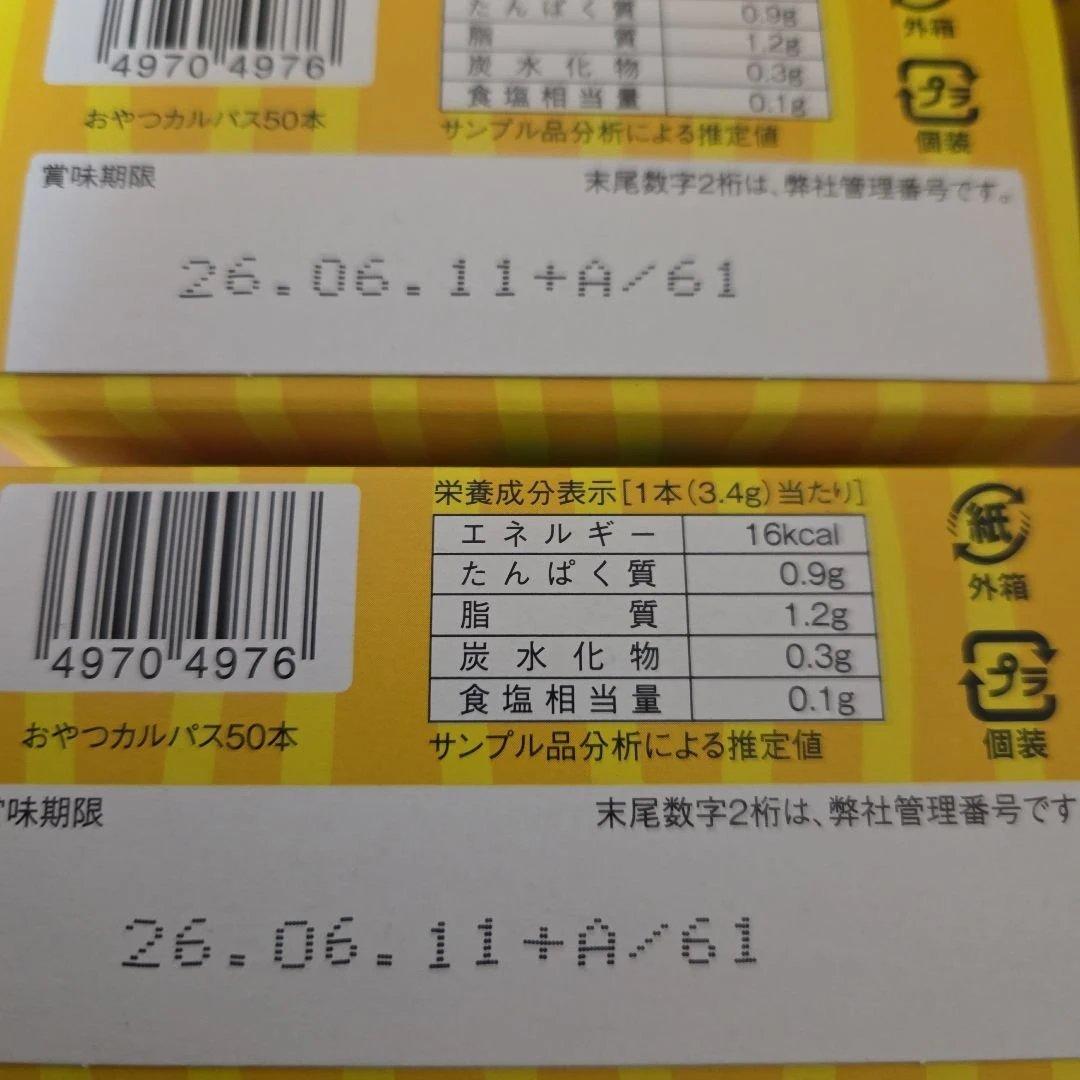 たんぱく質 0.9g
脂質 1.2g
炭水化物 0.3g
食塩相当量 0.1g
サンプル品分析による推定値
外箱
プラ
個装
4970 4976
おやつカルパス50本
賞味期限 末尾数字2桁は、弊社管理番号です。
26.06.11+A/61
栄養成分表示[1本(3.4g)当たり]
エネルギー 16kcal
たんぱく質 0.9g
脂質 1.2g
炭水化物 0.3g
食塩相当量 0.1g
サンプル品分析による推定値
紙
外箱
プラ
個装
4970 4976
おやつカルパス50本
味期限 末尾数字2桁は、弊社管理番号です
26.06.11+A/61